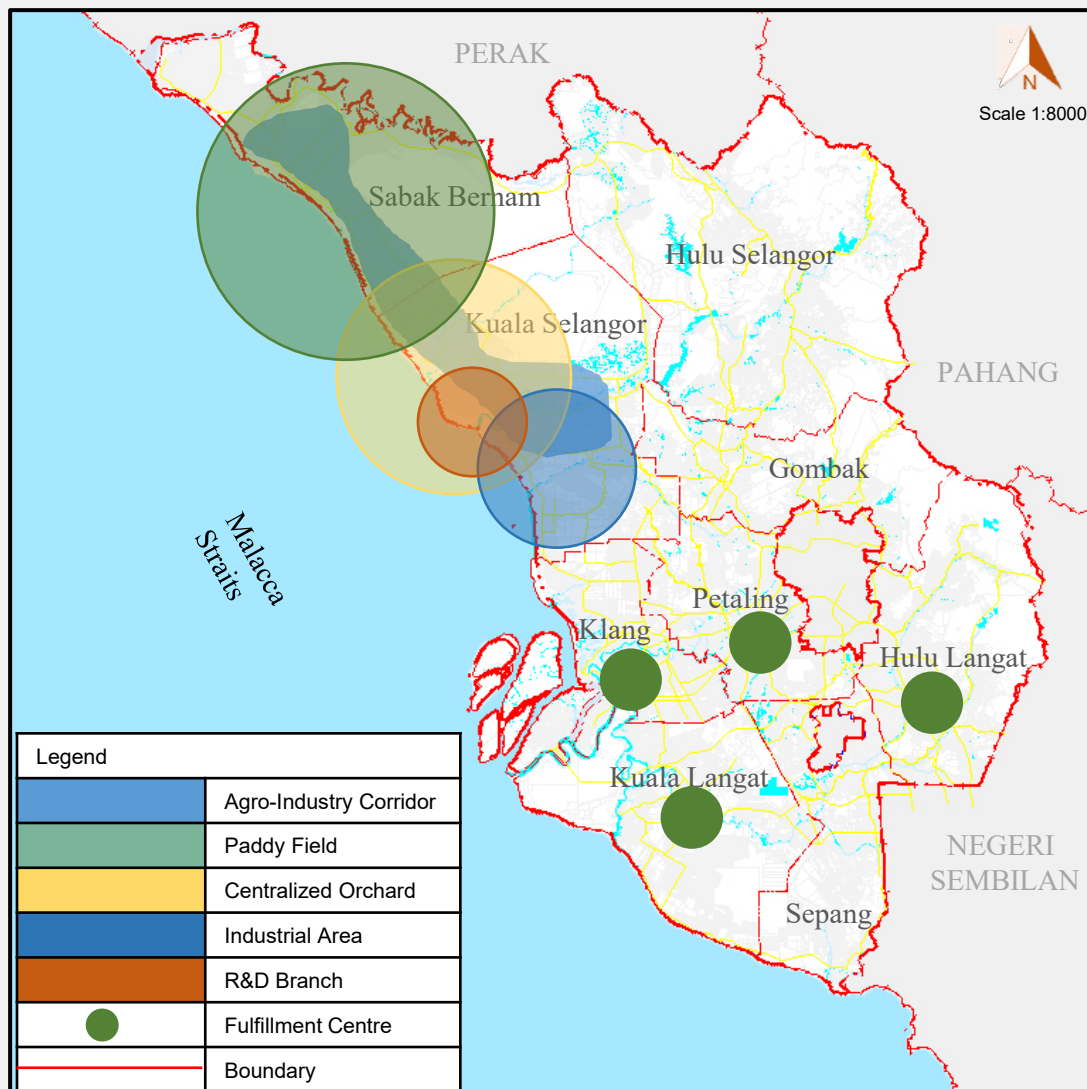 PERAK
N
Scale 1:8000
Sabak Bernam
Hulu Selangor
Kuala Selangor
PAHANG
Gombak
Malacca
Straits
Petaling
Klang
Hulu Langat
Kuala Langat
NEGERI
SEMBILAN
Sepang
Legend
Agro-Industry Corridor
Paddy Field
Centralized Orchard
Industrial Area
R&D Branch
Fulfillment Centre
Boundary